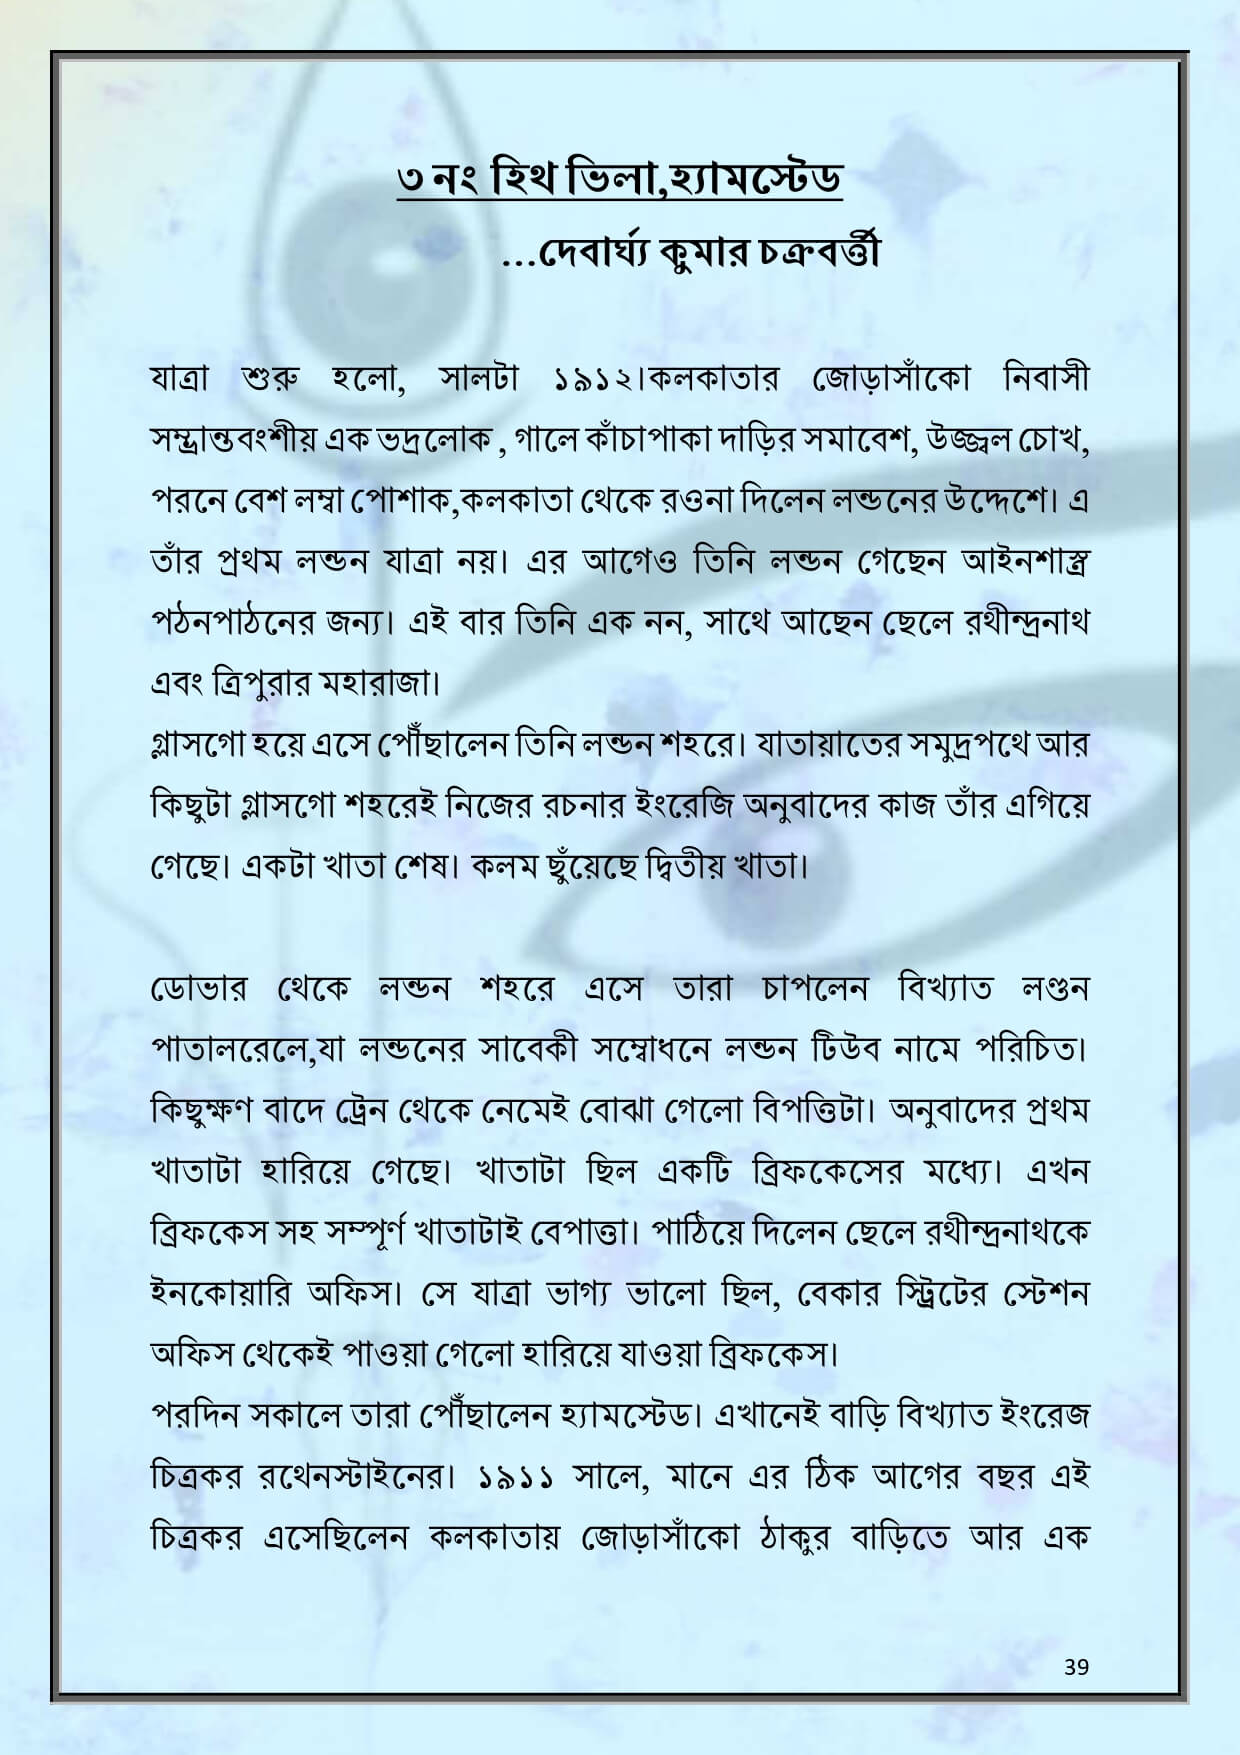 ৩ নং হিথ ভিলা,হ্যামস্টেড
...দেবার্ঘ্য কুমার চক্রবর্ত্তী
যাত্রা শুরু হলো, সালটা ১৯১২।কলকাতার জোড়াসাঁকো নিবাসী
সম্ভ্রান্তবংশীয় এক ভদ্রলোক , গালে কাঁচাপাকা দাড়ির সমাবেশ, উজ্জ্বল চোখ,
পরনে বেশ লম্বা পোশাক,কলকাতা থেকে রওনা দিলেন লন্ডনের উদ্দেশে। এ
তাঁর প্রথম লন্ডন যাত্রা নয়। এর আগেও তিনি লন্ডন গেছেন আইনশাস্ত্র
পঠনপাঠনের জন্য। এই বার তিনি এক নন, সাথে আছেন ছেলে রথীন্দ্রনাথ
এবং ত্রিপুরার মহারাজা।
গ্লাসগো হয়ে এসে পৌঁছালেন তিনি লন্ডন শহরে। যাতায়াতের সমুদ্রপথে আর
কিছুটা গ্লাসগো শহরেই নিজের রচনার ইংরেজি অনুবাদের কাজ তাঁর এগিয়ে
গেছে। একটা খাতা শেষ। কলম ছুঁয়েছে দ্বিতীয় খাতা।
ডোভার থেকে লন্ডন শহরে এসে তারা চাপলেন বিখ্যাত লণ্ডন
পাতালরেলে,যা লন্ডনের সাবেকী সম্বোধনে লন্ডন টিউব নামে পরিচিত।
কিছুক্ষণ বাদে ট্রেন থেকে নেমেই বোঝা গেলো বিপত্তিটা। অনুবাদের প্রথম
খাতাটা হারিয়ে গেছে। খাতাটা ছিল একটি ব্রিফকেসের মধ্যে। এখন
ব্রিফকেস সহ সম্পূর্ণ খাতাটাই বেপাত্তা। পাঠিয়ে দিলেন ছেলে রথীন্দ্রনাথকে
ইনকোয়ারি অফিস। সে যাত্রা ভাগ্য ভালো ছিল, বেকার স্ট্রিটের স্টেশন
অফিস থেকেই পাওয়া গেলো হারিয়ে যাওয়া ব্রিফকেস।
পরদিন সকালে তারা পৌঁছালেন হ্যামস্টেড। এখানেই বাড়ি বিখ্যাত ইংরেজ
চিত্রকর রথেনস্টাইনের। ১৯১১ সালে, মানে এর ঠিক আগের বছর এই
চিত্রকর এসেছিলেন কলকাতায় জোড়াসাঁকো ঠাকুর বাড়িতে আর এক
39